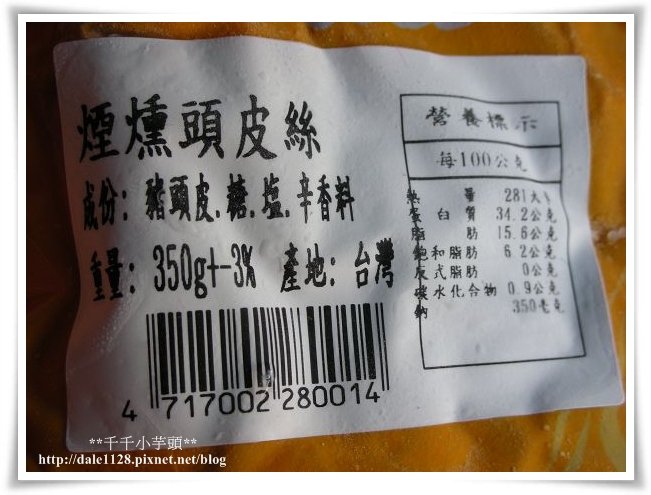 煙燻頭皮絲
成份: 豬頭皮.糖.塩.辛香料
重量: 350g+-3% 產地: 台灣
4 717002 280014
營養標示
每100公克
熱量 281大卡
蛋白質 34.2公克
脂肪 15.6公克
飽和脂肪 6.2公克
反式脂肪 0公克
碳水化合物 0.9公克
鈉 350毫克
**千千小芋頭**
http://dale1128.pixnet.net/blog